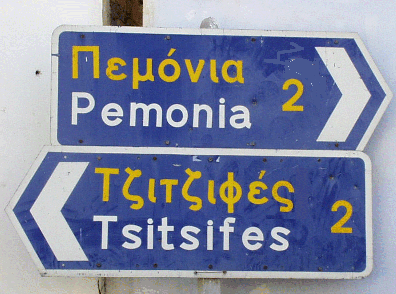 Πεμόνια
Pemonia 2
Τζιτζιφές
Tsitsifes 2